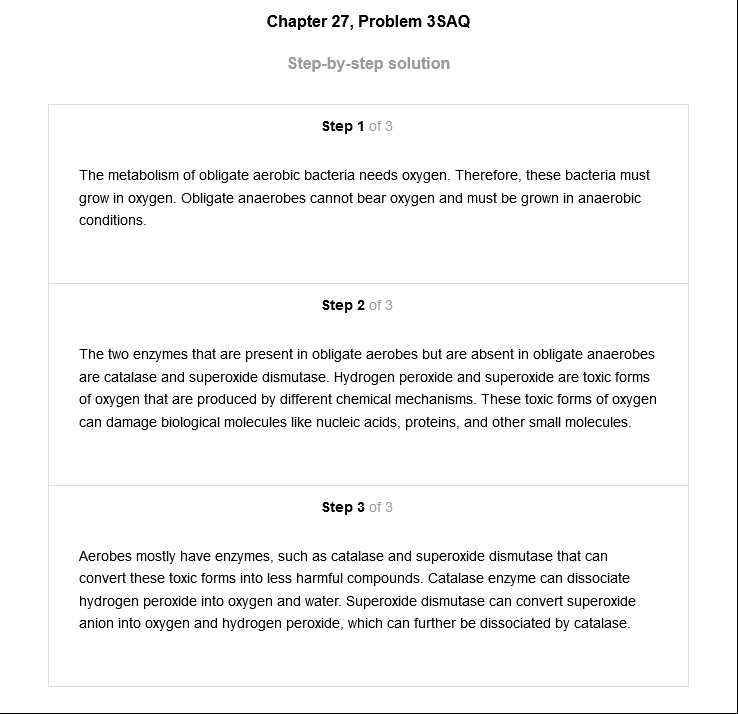 Chapter 27, Problem 3SAQ
Step-by-step solution
Step 1 of 3
The metabolism of obligate aerobic bacteria needs oxygen. Therefore, these bacteria must
grow in oxygen. Obligate anaerobes cannot bear oxygen and must be grown in anaerobic
conditions.
Step 2 of 3
The two enzymes that are present in obligate aerobes but are absent in obligate anaerobes
are catalase and superoxide dismutase. Hydrogen peroxide and superoxide are toxic forms
of oxygen that are produced by different chemical mechanisms. These toxic forms of oxygen
can damage biological molecules like nucleic acids, proteins, and other small molecules.
Step 3 of 3
Aerobes mostly have enzymes, such as catalase and superoxide dismutase that can
convert these toxic forms into less harmful compounds. Catalase enzyme can dissociate
hydrogen peroxide into oxygen and water. Superoxide dismutase can convert superoxide
anion into oxygen and hydrogen peroxide, which can further be dissociated by catalase.